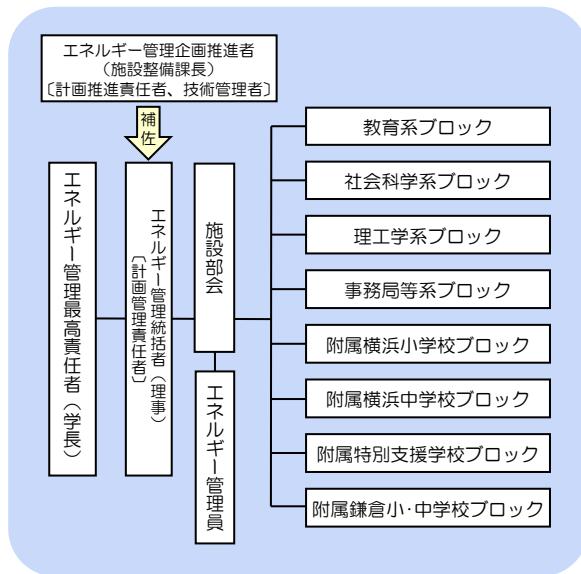 エネルギー管理企画推進者
（施設整備課長）
〔計画推進責任者、技術管理者〕
補佐
エネルギー管理最高責任者（学長）
エネルギー管理統括者（理事）
〔計画管理責任者〕
施設部会
エネルギー管理員
教育系ブロック
社会科学系ブロック
理工学系ブロック
事務局等系ブロック
附属横浜小学校ブロック
附属横浜中学校ブロック
附属特別支援学校ブロック
附属鎌倉小･中学校ブロック